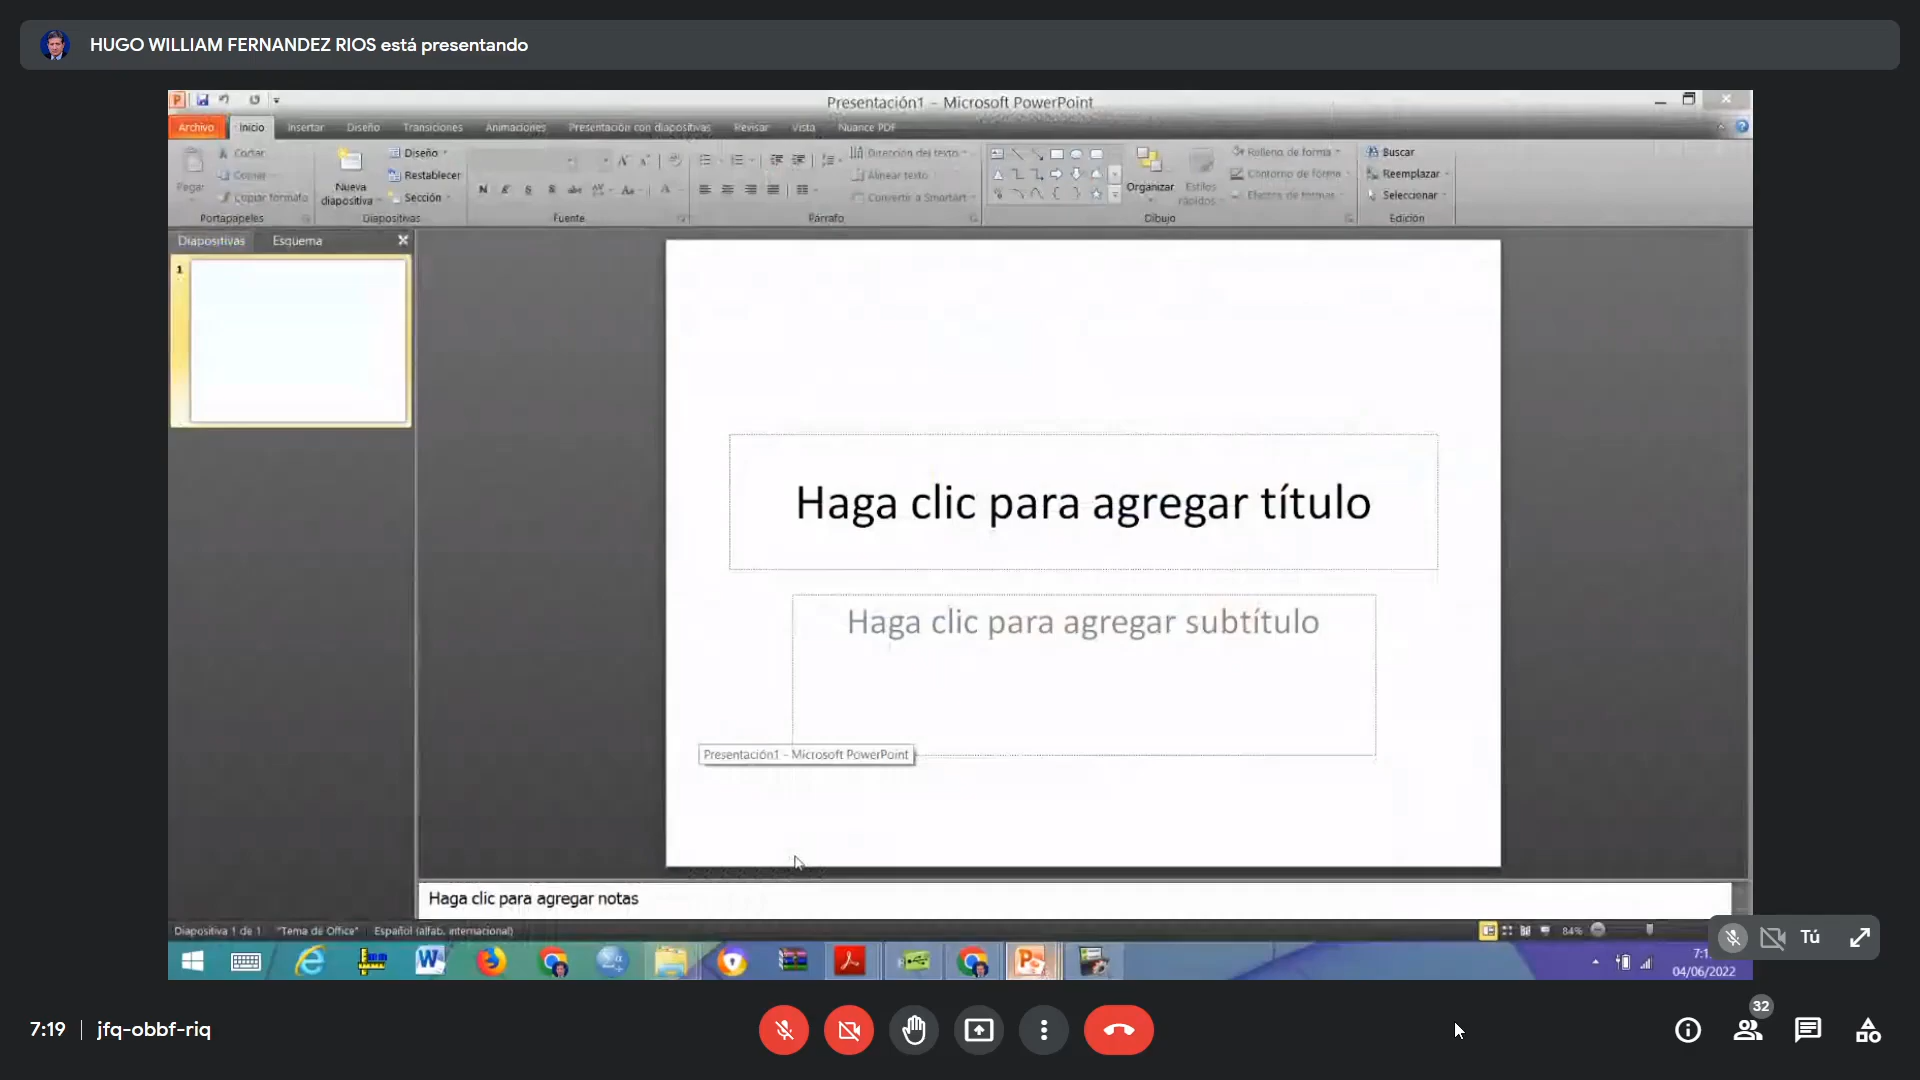 HUGO WILLIAM FERNANDEZ RIOS está presentando
Presentación1 - Microsoft PowerPoint
Archivo Inicio Insertar Diseño Transiciones Animaciones Presentación con diapositivas Revisar Vista Nuance PDF
Cortar Diseño Dirección del texto Relleno de forma Buscar
Pegar Copiar Nueva diapositiva Restablecer Alinear texto Organizar Estilos rápidos Contorno de forma Reemplazar
Copiar formato Sección Convertir a SmartArt Efectos de formas Seleccionar
Portapapeles Diapositivas Fuente Párrafo Dibujo Edición
Diapositivas Esquema
1
Haga clic para agregar título
Haga clic para agregar subtítulo
Presentación1 - Microsoft PowerPoint
Haga clic para agregar notas
Diapositiva 1 de 1 "Tema de Office" Español (alfab. internacional) 84%
Tú
04/06/2022
7:19 | jfq-obbf-riq
32